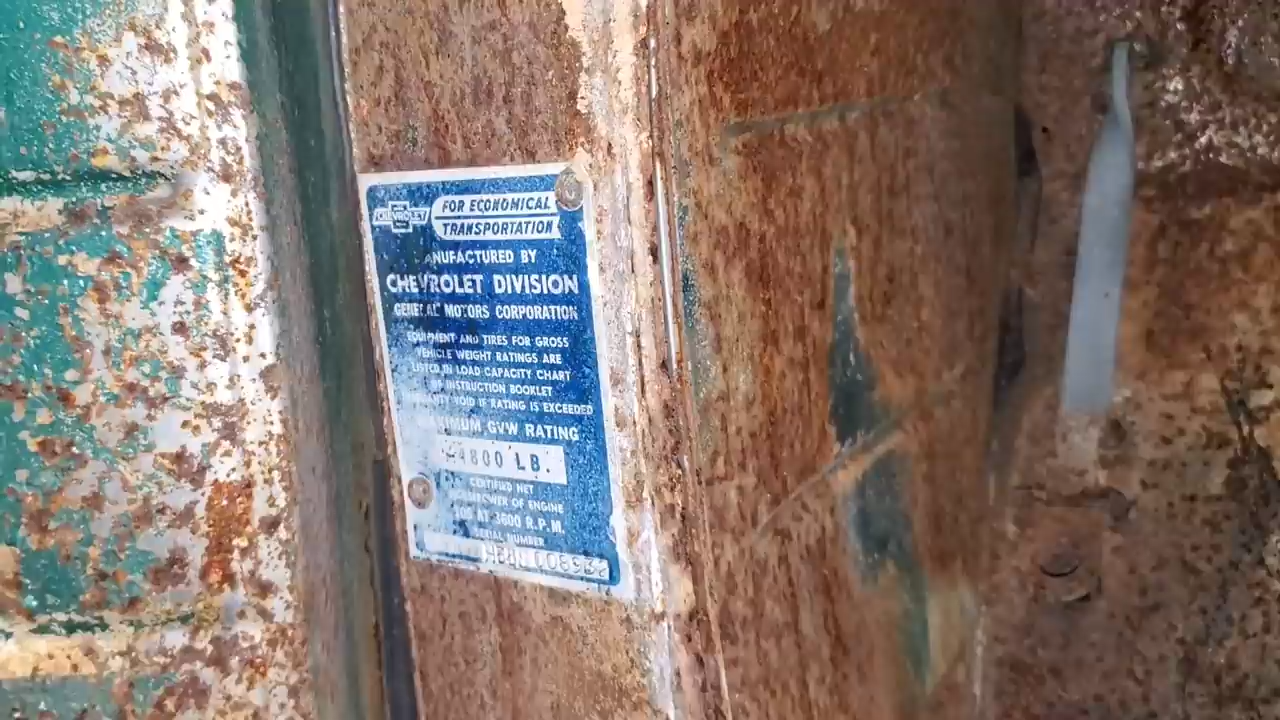 CHEVROLET
FOR ECONOMICAL
TRANSPORTATION
ANUFACTURED BY
CHEVROLET DIVISION
GENERAL MOTORS CORPORATION
EQUIPMENT AND TIRES FOR GROSS
VEHICLE WEIGHT RATINGS ARE
LISTED IN LOAD CAPACITY CHART
OF INSTRUCTION BOOKLET
VOID IF RATING IS EXCEEDED
MAXIMUM GVW RATING
4800 LB.
CERTIFIED NET
HORSEPOWER OF ENGINE
AT 3600 R.P.M.
SERIAL NUMBER